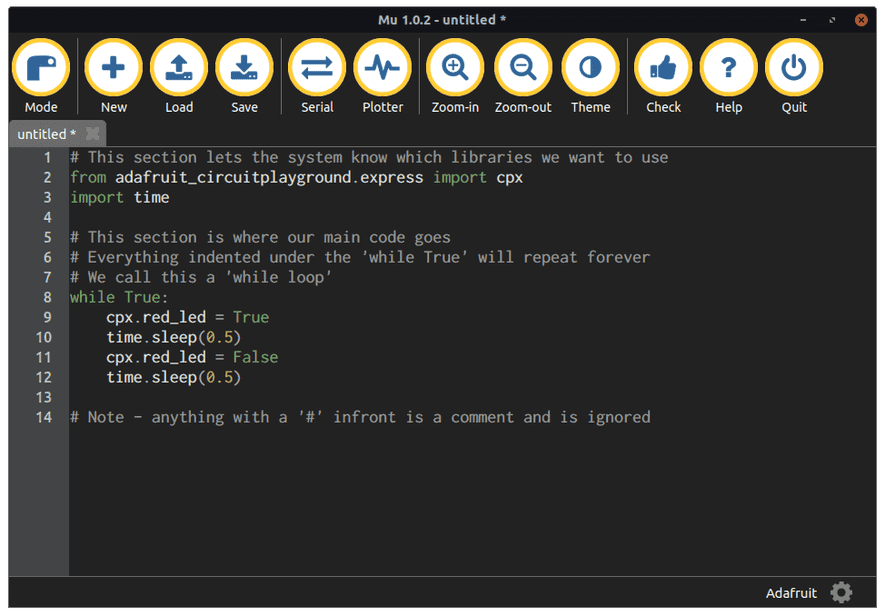 Mu 1.0.2 - untitled *
Mode New Load Save Serial Plotter Zoom-in Zoom-out Theme Check Help Quit
untitled *
1 # This section lets the system know which libraries we want to use
2 from adafruit_circuitplayground.express import cpx
3 import time
4
5 # This section is where our main code goes
6 # Everything indented under the 'while True' will repeat forever
7 # We call this a 'while loop'
8 while True:
9     cpx.red_led = True
10     time.sleep(0.5)
11     cpx.red_led = False
12     time.sleep(0.5)
13
14 # Note - anything with a '#' infront is a comment and is ignored
Adafruit